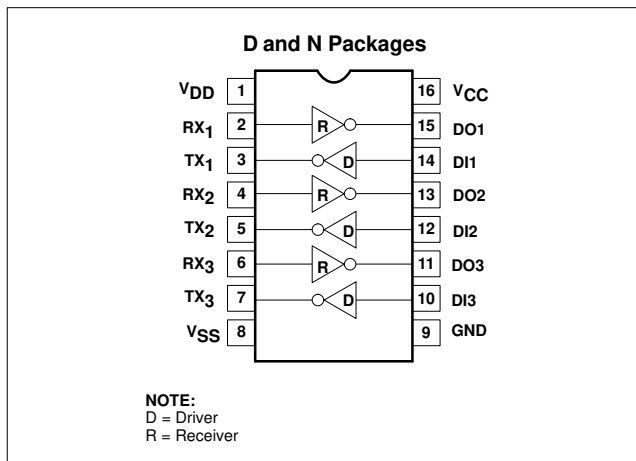 D and N Packages
VDD 1 16 VCC
RX1 2 R 15 DO1
TX1 3 D 14 DI1
RX2 4 R 13 DO2
TX2 5 D 12 DI2
RX3 6 R 11 DO3
TX3 7 D 10 DI3
VSS 8 9 GND
NOTE:
D = Driver
R = Receiver